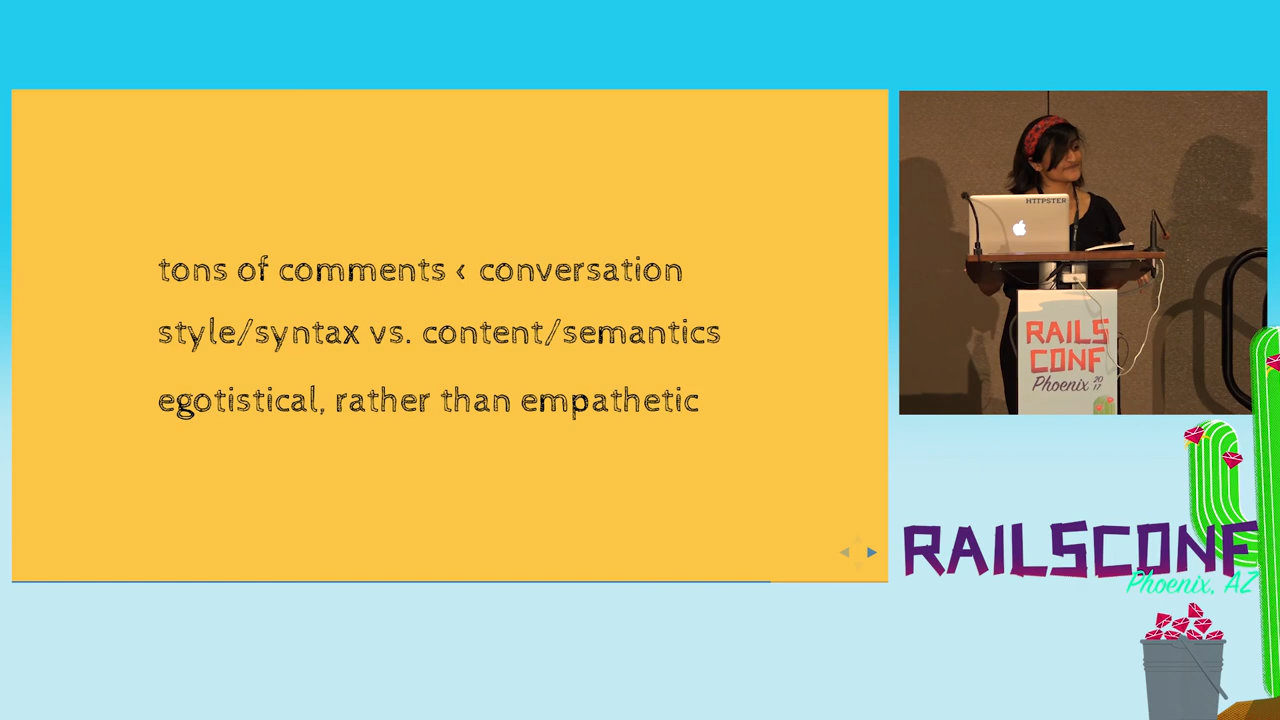 tons of comments < conversation
style/syntax vs. content/semantics
egotistical, rather than empathetic
HTTPSTER
RAILS
CONF
Phoenix 20
17
RAILSCONF
Phoenix, AZ